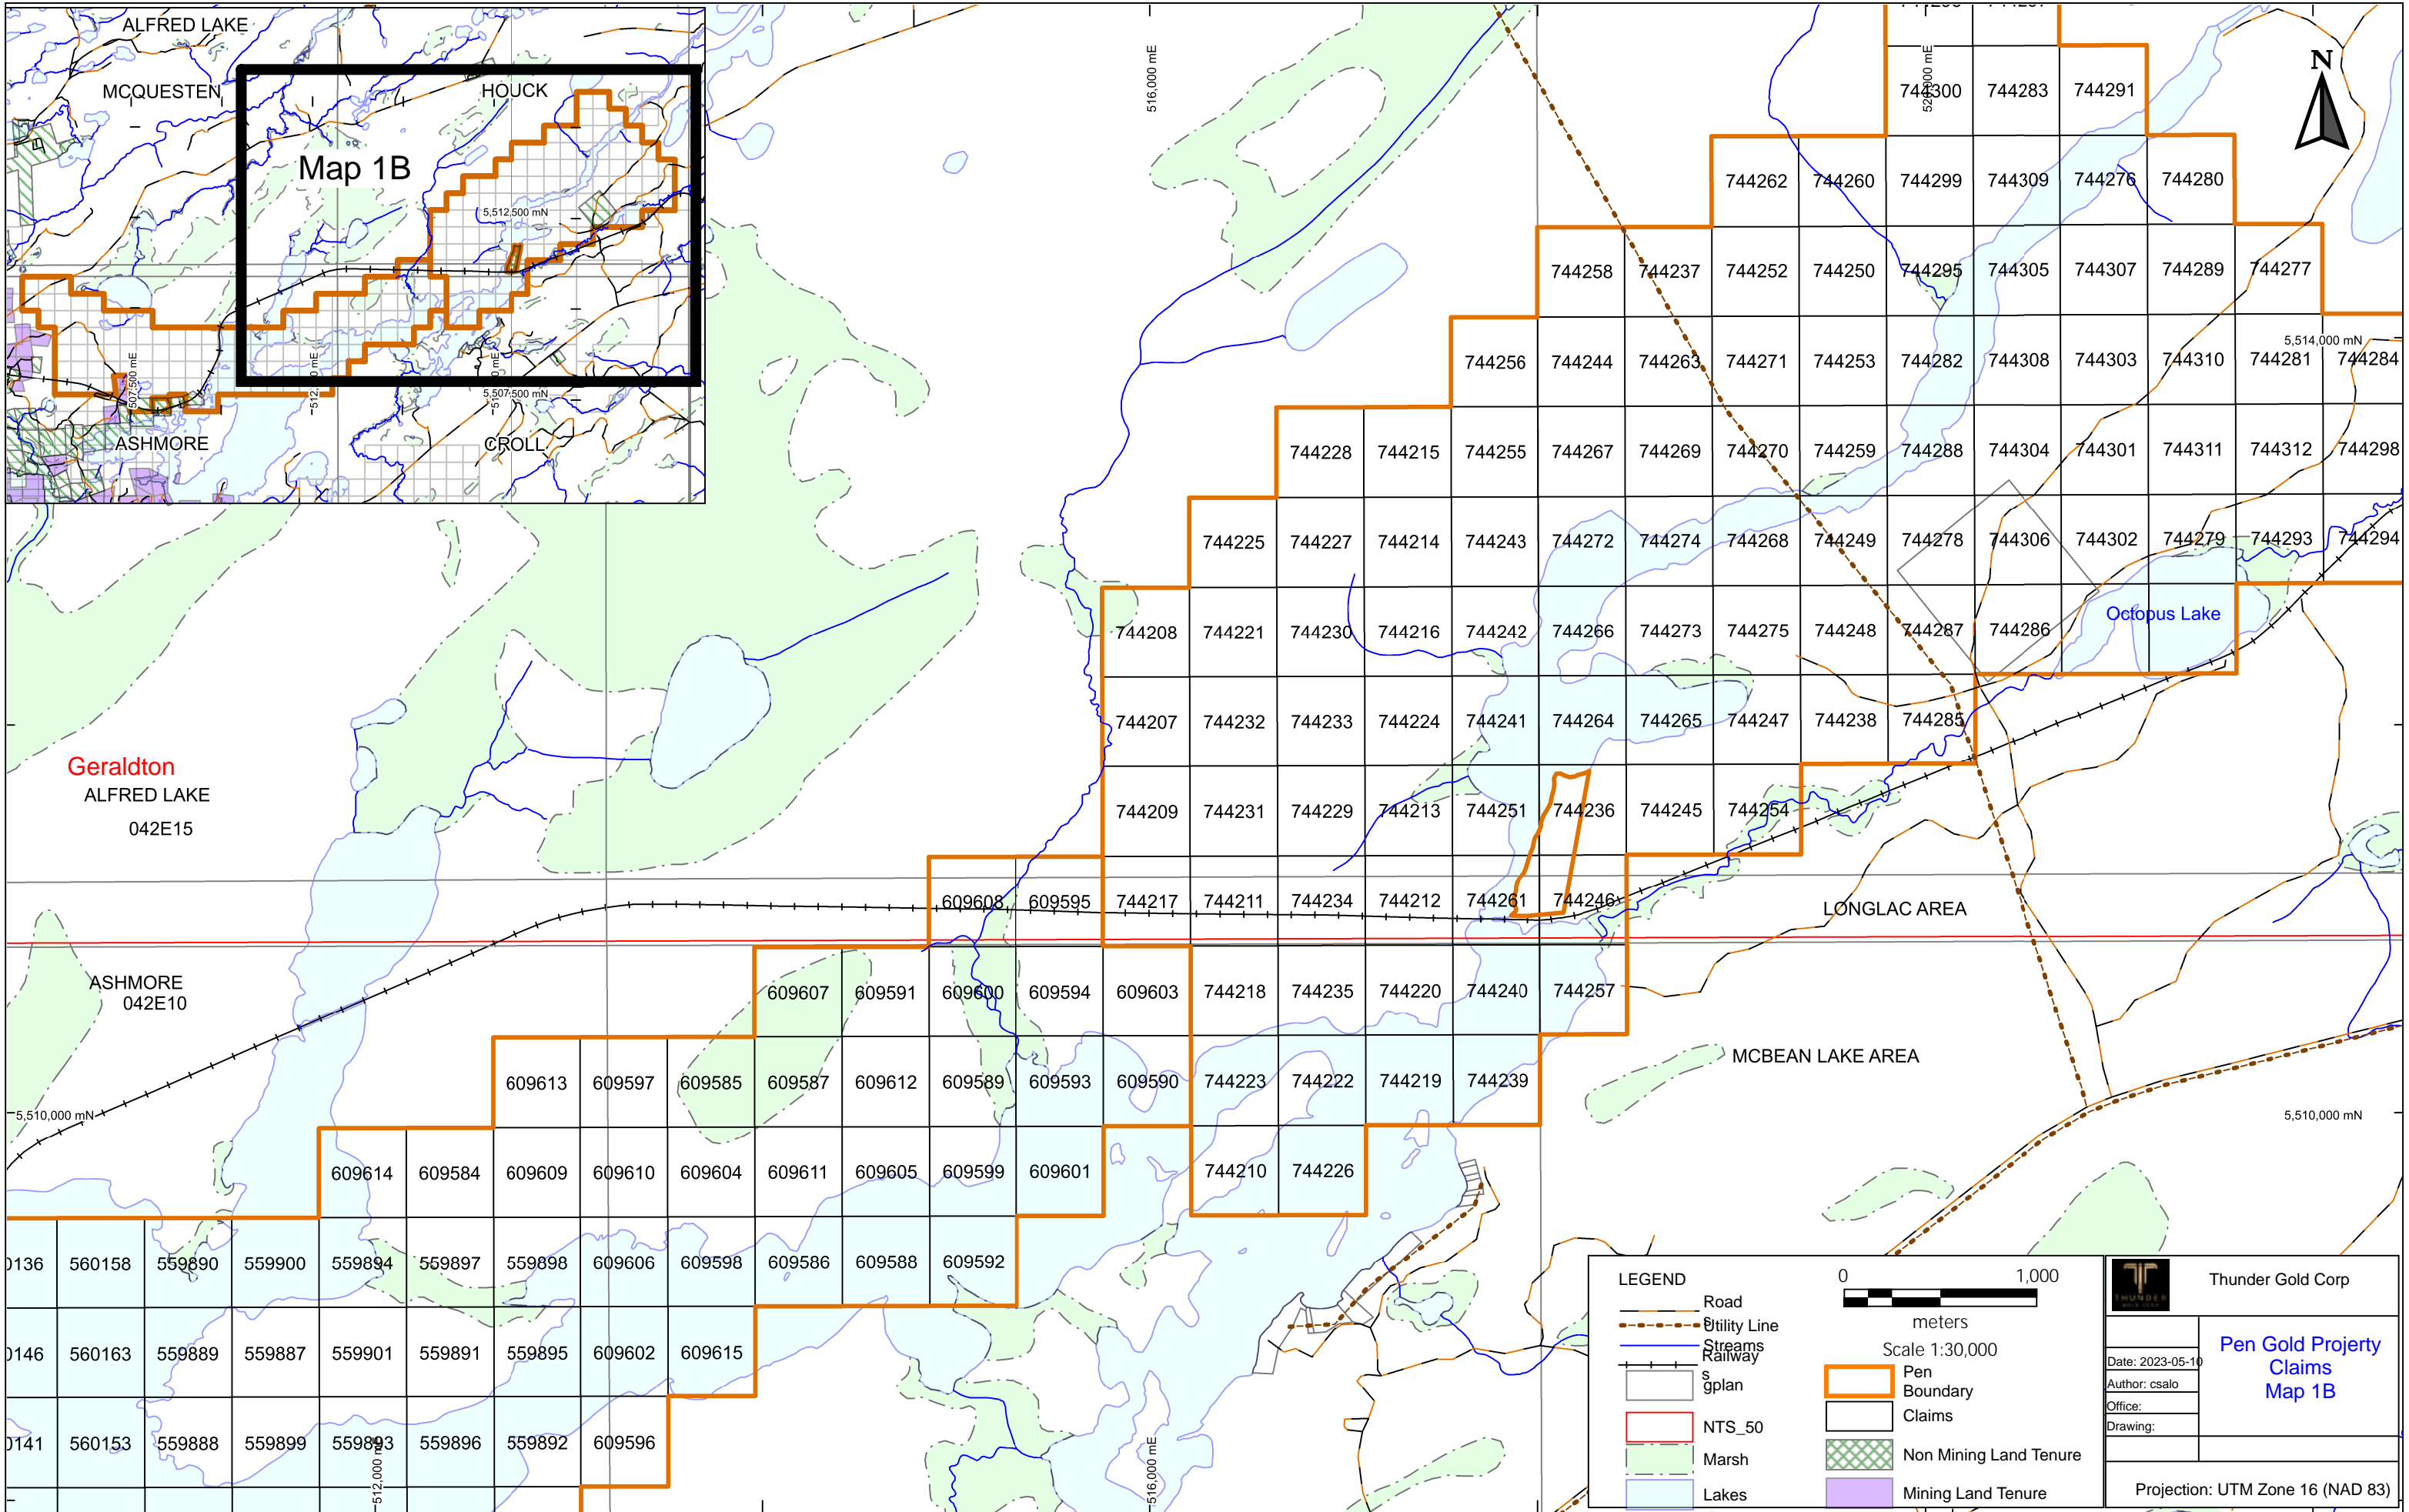 ALFRED LAKE
MCQUESTEN
HOUCK
Map 1B
5,512,500 mN
507,500 mE
5,507,500 mN
ASHMORE
CROLL
516,000 mE
520,000 mE
N
744300 744283 744291
744262 744260 744299 744309 744276 744280
744258 744237 744252 744250 744295 744305 744307 744289 744277
5,514,000 mN
744256 744244 744263 744271 744253 744282 744308 744303 744310 744281 744284
744228 744215 744255 744267 744269 744270 744259 744288 744304 744301 744311 744312 744298
744225 744227 744214 744243 744272 744274 744268 744249 744278 744306 744302 744279 744293 744294
744208 744221 744230 744216 744242 744266 744273 744275 744248 744287 744286
Octopus Lake
744207 744232 744233 744224 744241 744264 744265 744247 744238 744285
Geraldton
ALFRED LAKE
042E15
744209 744231 744229 744213 744251 744236 744245 744254
609608 609595 744217 744211 744234 744212 744261 744246
LONGLAC AREA
ASHMORE
042E10
609607 609591 609600 609594 609603 744218 744235 744220 744240 744257
MCBEAN LAKE AREA
609613 609597 609585 609587 609612 609589 609593 609590 744223 744222 744219 744239
5,510,000 mN
5,510,000 mN
609614 609584 609609 609610 609604 609611 609605 609599 609601 744210 744226
0136 560158 559890 559900 559894 559897 559898 609606 609598 609586 609588 609592
0146 560163 559889 559887 559901 559891 559895 609602 609615
0141 560153 559888 559899 559893 559896 559892 609596
512,000 mE
516,000 mE
LEGEND
Roads
Utility Line
Streams
Railways
gplan
NTS_50
Marsh
Lakes
0 1,000
meters
Scale 1:30,000
Pen
Boundary
Claims
Non Mining Land Tenure
Mining Land Tenure
THUNDER
Thunder Gold Corp
Pen Gold Projerty
Claims
Map 1B
Date: 2023-05-10
Author: csalo
Office:
Drawing:
Projection: UTM Zone 16 (NAD 83)